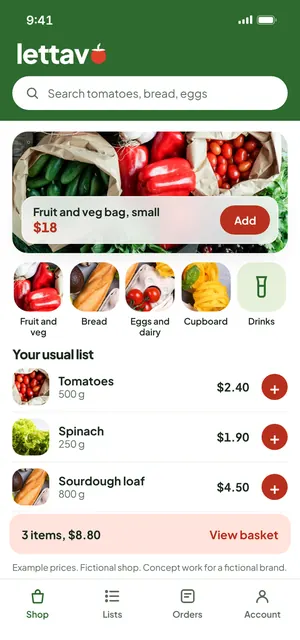 9:41
lettav
Search tomatoes, bread, eggs
Fruit and veg bag, small
$18
Add
Fruit and
veg
Bread
Eggs and
dairy
Cupboard
Drinks
Your usual list
Tomatoes
500 g
$2.40
+
Spinach
250 g
$1.90
+
Sourdough loaf
800 g
$4.50
+
3 items, $8.80
View basket
Example prices. Fictional shop. Concept work for a fictional brand.
Shop
Lists
Orders
Account